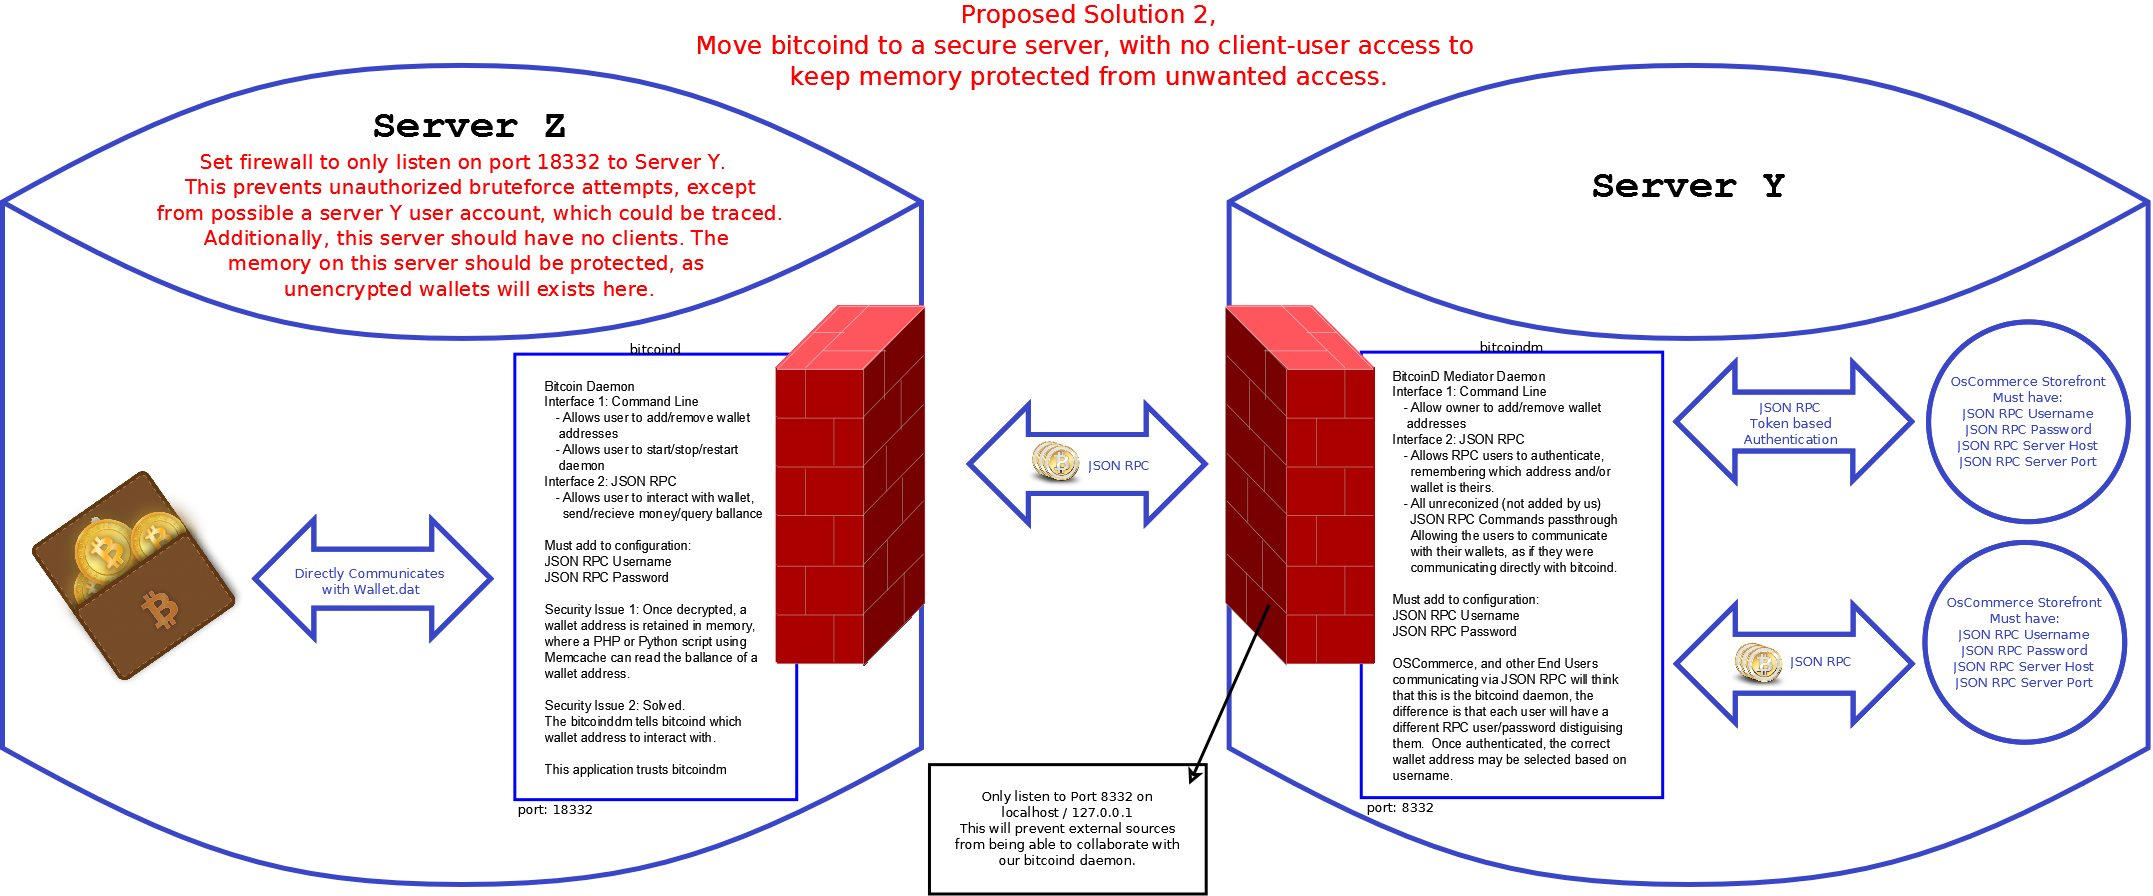 Proposed Solution 2,
Move bitcoind to a secure server, with no client-user access to
keep memory protected from unwanted access.
Server Z
Set firewall to only listen on port 18332 to Server Y.
This prevents unauthorized bruteforce attempts, except
from possible a server Y user account, which could be traced.
Additionally, this server should have no clients. The
memory on this server should be protected, as
unencrypted wallets will exists here.
Directly Communicates
with Wallet.dat
bitcoind
Bitcoin Daemon
Interface 1: Command Line
- Allows user to add/remove wallet
addresses
- Allows user to start/stop/restart
daemon
Interface 2: JSON RPC
- Allows user to interact with wallet,
send/recieve money/query ballance
Must add to configuration:
JSON RPC Username
JSON RPC Password
Security Issue 1: Once decrypted, a
wallet address is retained in memory,
where a PHP or Python script using
Memcache can read the ballance of a
wallet address.
Security Issue 2: Solved.
The bitcoinddm tells bitcoind which
wallet address to interact with.
This application trusts bitcoindm
port: 18332
JSON RPC
Only listen to Port 8332 on
localhost / 127.0.0.1
This will prevent external sources
from being able to collaborate with
our bitcoind daemon.
Server Y
bitcoindm
BitcoinD Mediator Daemon
Interface 1: Command Line
- Allow owner to add/remove wallet
addresses
Interface 2: JSON RPC
- Allows RPC users to authenticate,
remembering which address and/or
wallet is theirs.
- All unreconized (not added by us)
JSON RPC Commands passthrough
Allowing the users to communicate
with their wallets, as if they were
communicating directly with bitcoind.
Must add to configuration:
JSON RPC Username
JSON RPC Password
OSCommerce, and other End Users
communicating via JSON RPC will think
that this is the bitcoind daemon, the
difference is that each user will have a
different RPC user/password distiguising
them. Once authenticated, the correct
wallet address may be selected based on
username.
port: 8332
JSON RPC
Token based
Authentication
OsCommerce Storefront
Must have:
JSON RPC Username
JSON RPC Password
JSON RPC Server Host
JSON RPC Server Port
JSON RPC
OsCommerce Storefront
Must have:
JSON RPC Username
JSON RPC Password
JSON RPC Server Host
JSON RPC Server Port